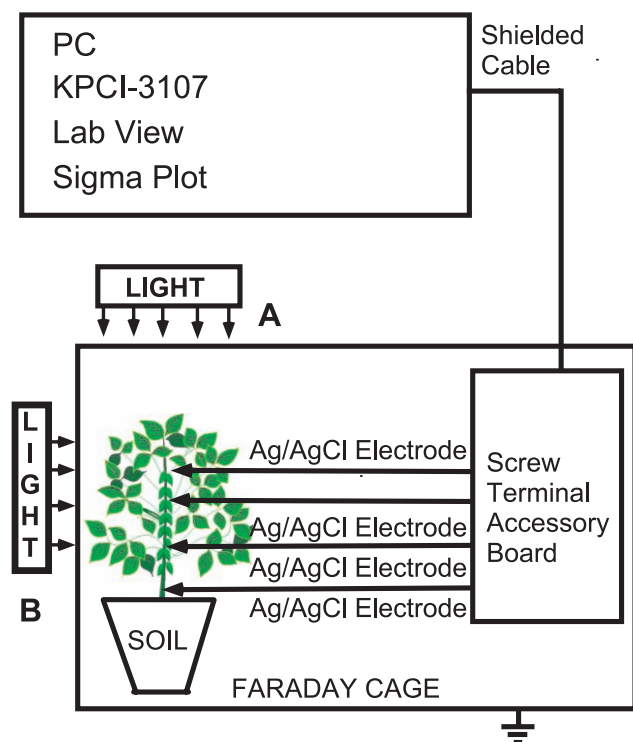 PC
KPCI-3107
Lab View
Sigma Plot
Shielded
Cable
LIGHT
A
LIGHT
B
Ag/AgCl Electrode
Ag/AgCl Electrode
Ag/AgCl Electrode
Ag/AgCl Electrode
Screw
Terminal
Accessory
Board
SOIL
FARADAY CAGE